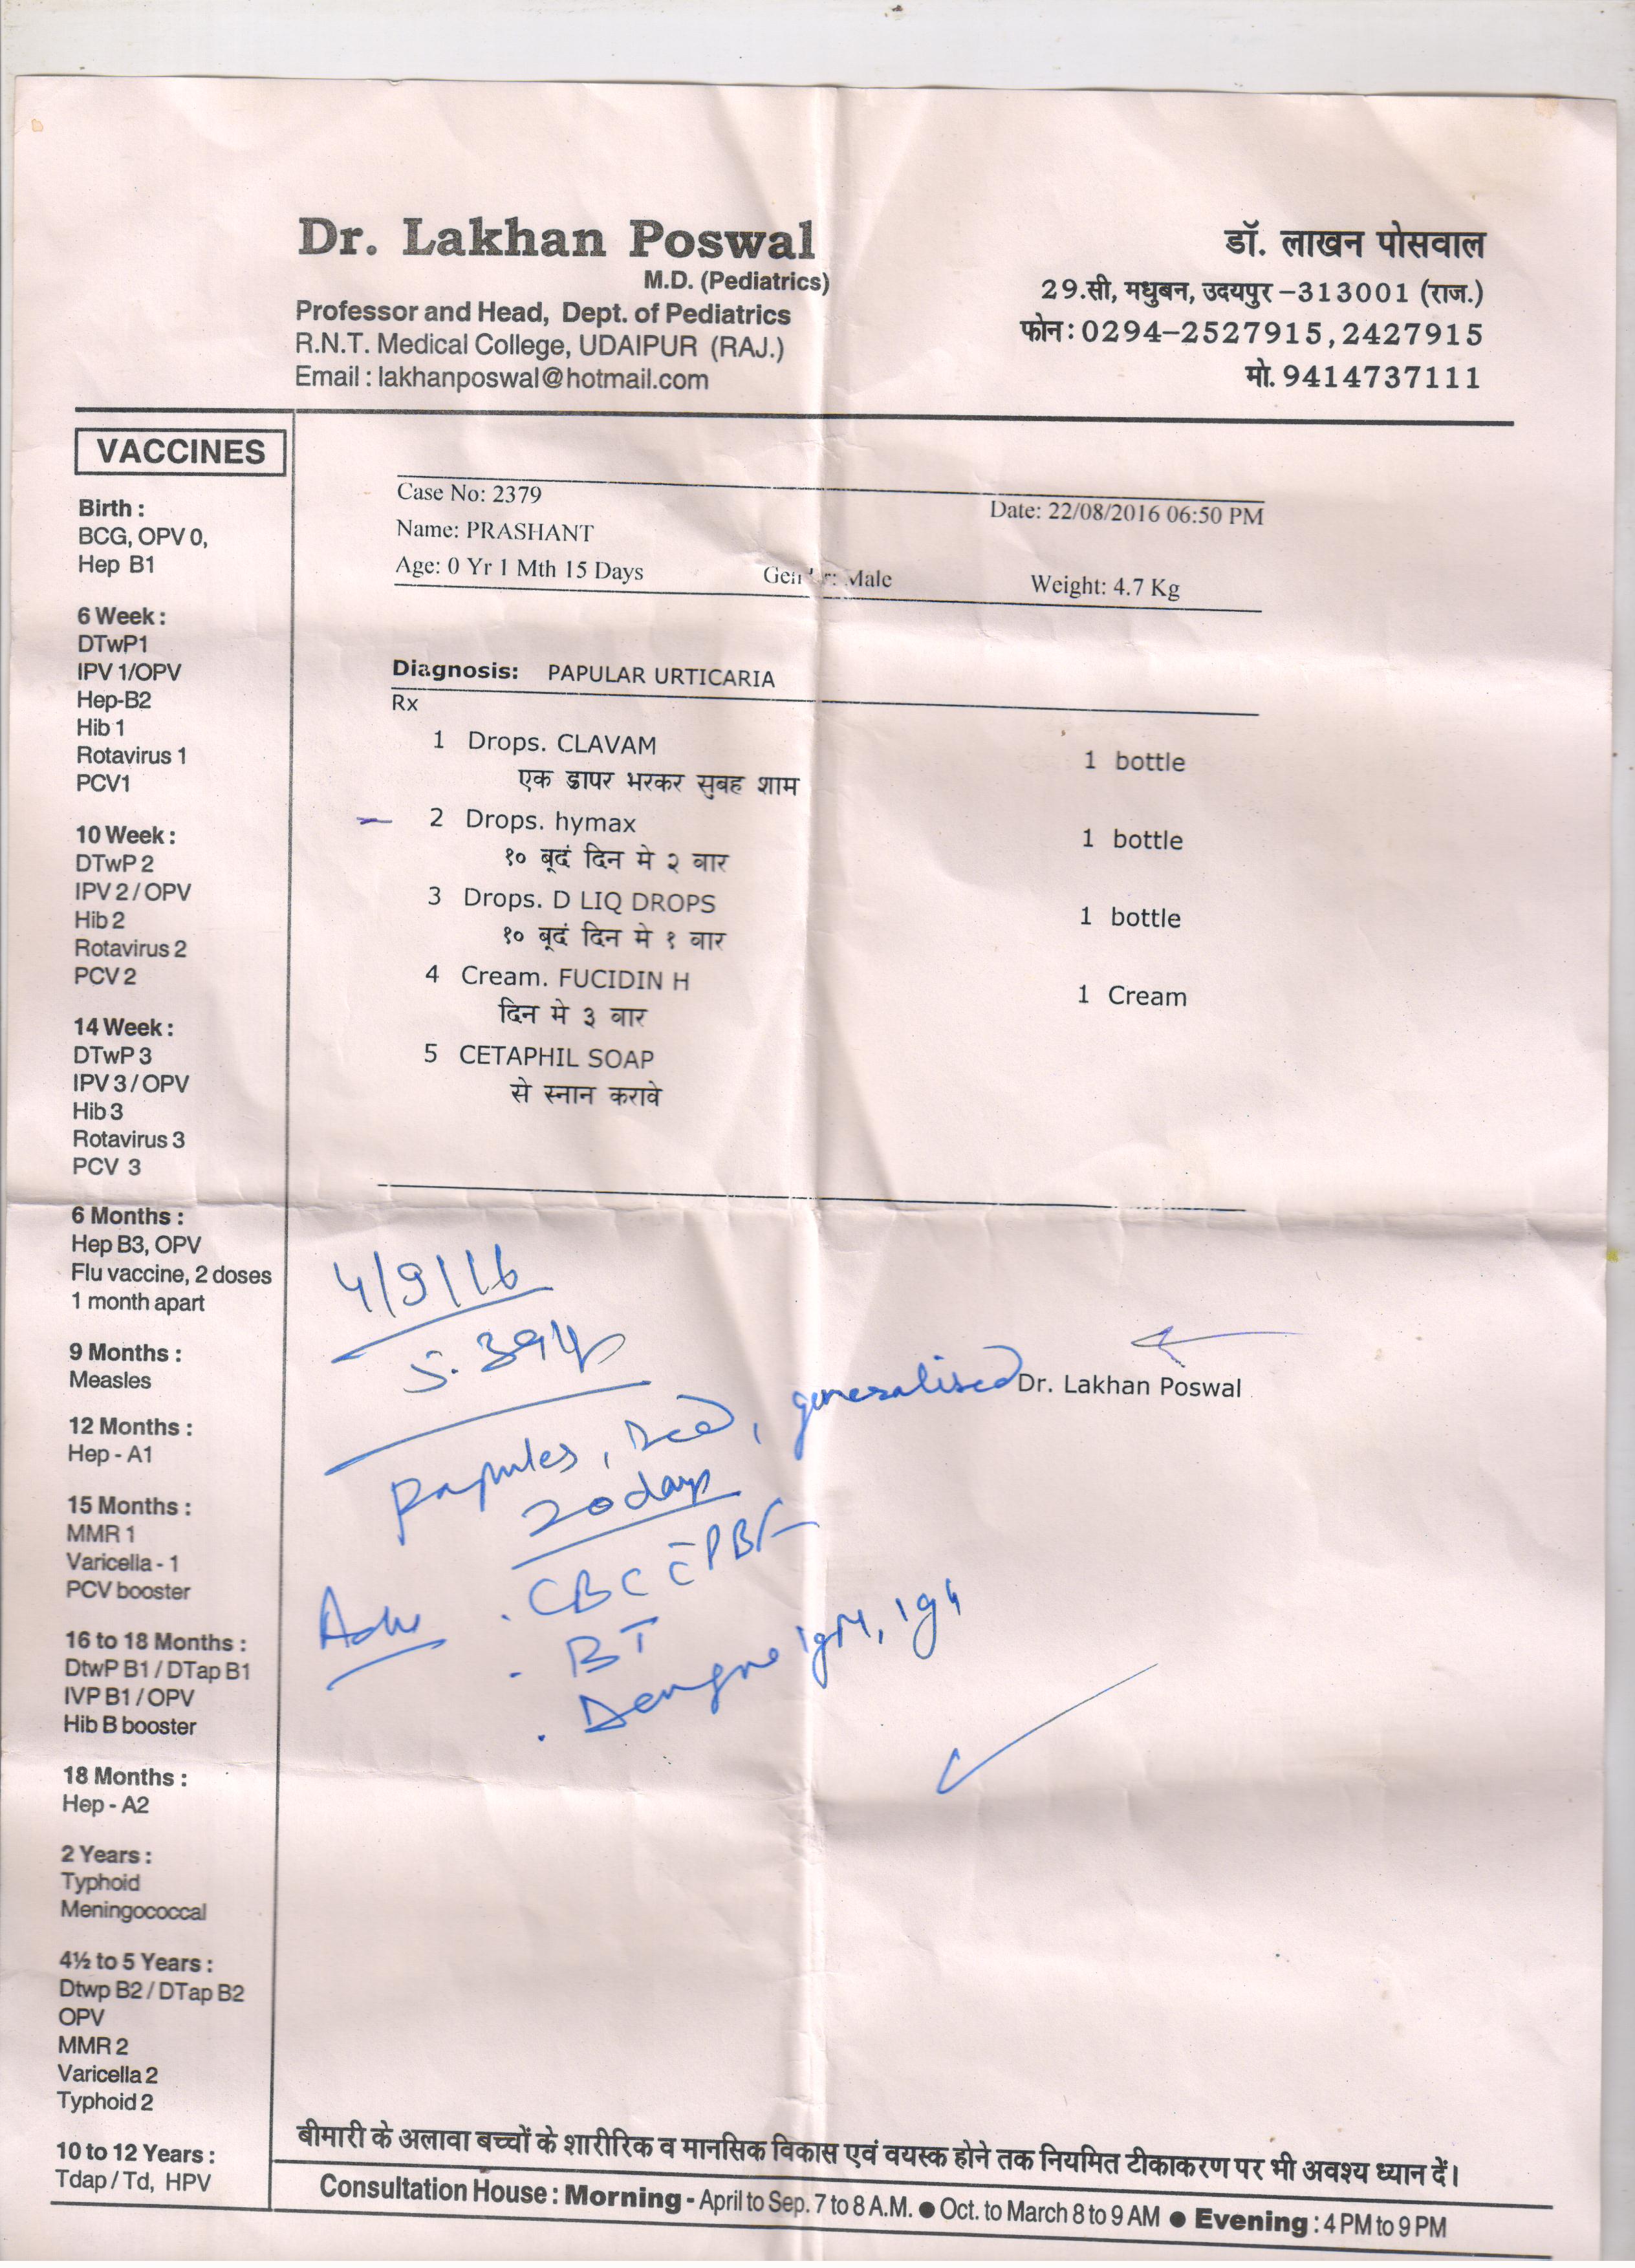 Dr. Lakhan Poswal
M.D. (Pediatrics)
Professor and Head, Dept. of Pediatrics
R.N.T. Medical College, UDAIPUR (RAJ.)
Email : lakhanposwal@hotmail.com
डॉ. लाखन पोसवाल
29.सी, मधुबन, उदयपुर –313001 (राज.)
फोन : 0294–2527915, 2427915
मो. 9414737111
VACCINES
Birth :
BCG, OPV 0,
Hep B1
6 Week :
DTwP1
IPV 1/OPV
Hep-B2
Hib 1
Rotavirus 1
PCV1
10 Week :
DTwP 2
IPV 2 / OPV
Hib 2
Rotavirus 2
PCV 2
14 Week :
DTwP 3
IPV 3 / OPV
Hib 3
Rotavirus 3
PCV 3
6 Months :
Hep B3, OPV
Flu vaccine, 2 doses
1 month apart
9 Months :
Measles
12 Months :
Hep - A1
15 Months :
MMR 1
Varicella - 1
PCV booster
16 to 18 Months :
DtwP B1 / DTap B1
IVP B1 / OPV
Hib B booster
18 Months :
Hep - A2
2 Years :
Typhoid
Meningococcal
4½ to 5 Years :
Dtwp B2 / DTap B2
OPV
MMR 2
Varicella 2
Typhoid 2
10 to 12 Years :
Tdap / Td, HPV
Case No: 2379
Date: 22/08/2016 06:50 PM
Name: PRASHANT
Age: 0 Yr 1 Mth 15 Days Gender: Male Weight: 4.7 Kg
Diagnosis: PAPULAR URTICARIA
Rx
1 Drops. CLAVAM 1 bottle
एक डापर भरकर सुबह शाम
2 Drops. hymax 1 bottle
१० बूदं दिन मे २ वार
3 Drops. D LIQ DROPS 1 bottle
१० बूदं दिन मे १ वार
4 Cream. FUCIDIN H 1 Cream
दिन मे ३ वार
5 CETAPHIL SOAP
से स्नान करावे
4/9/16
Papules, red, generalised
Dr. Lakhan Poswal
20 days
Adv . CBC c̄ PBF
. BT
. Dengue IgM, IgG
बीमारी के अलावा बच्चों के शारीरिक व मानसिक विकास एवं वयस्क होने तक नियमित टीकाकरण पर भी अवश्य ध्यान दें।
Consultation House : Morning - April to Sep. 7 to 8 A.M. ● Oct. to March 8 to 9 AM ● Evening : 4 PM to 9 PM